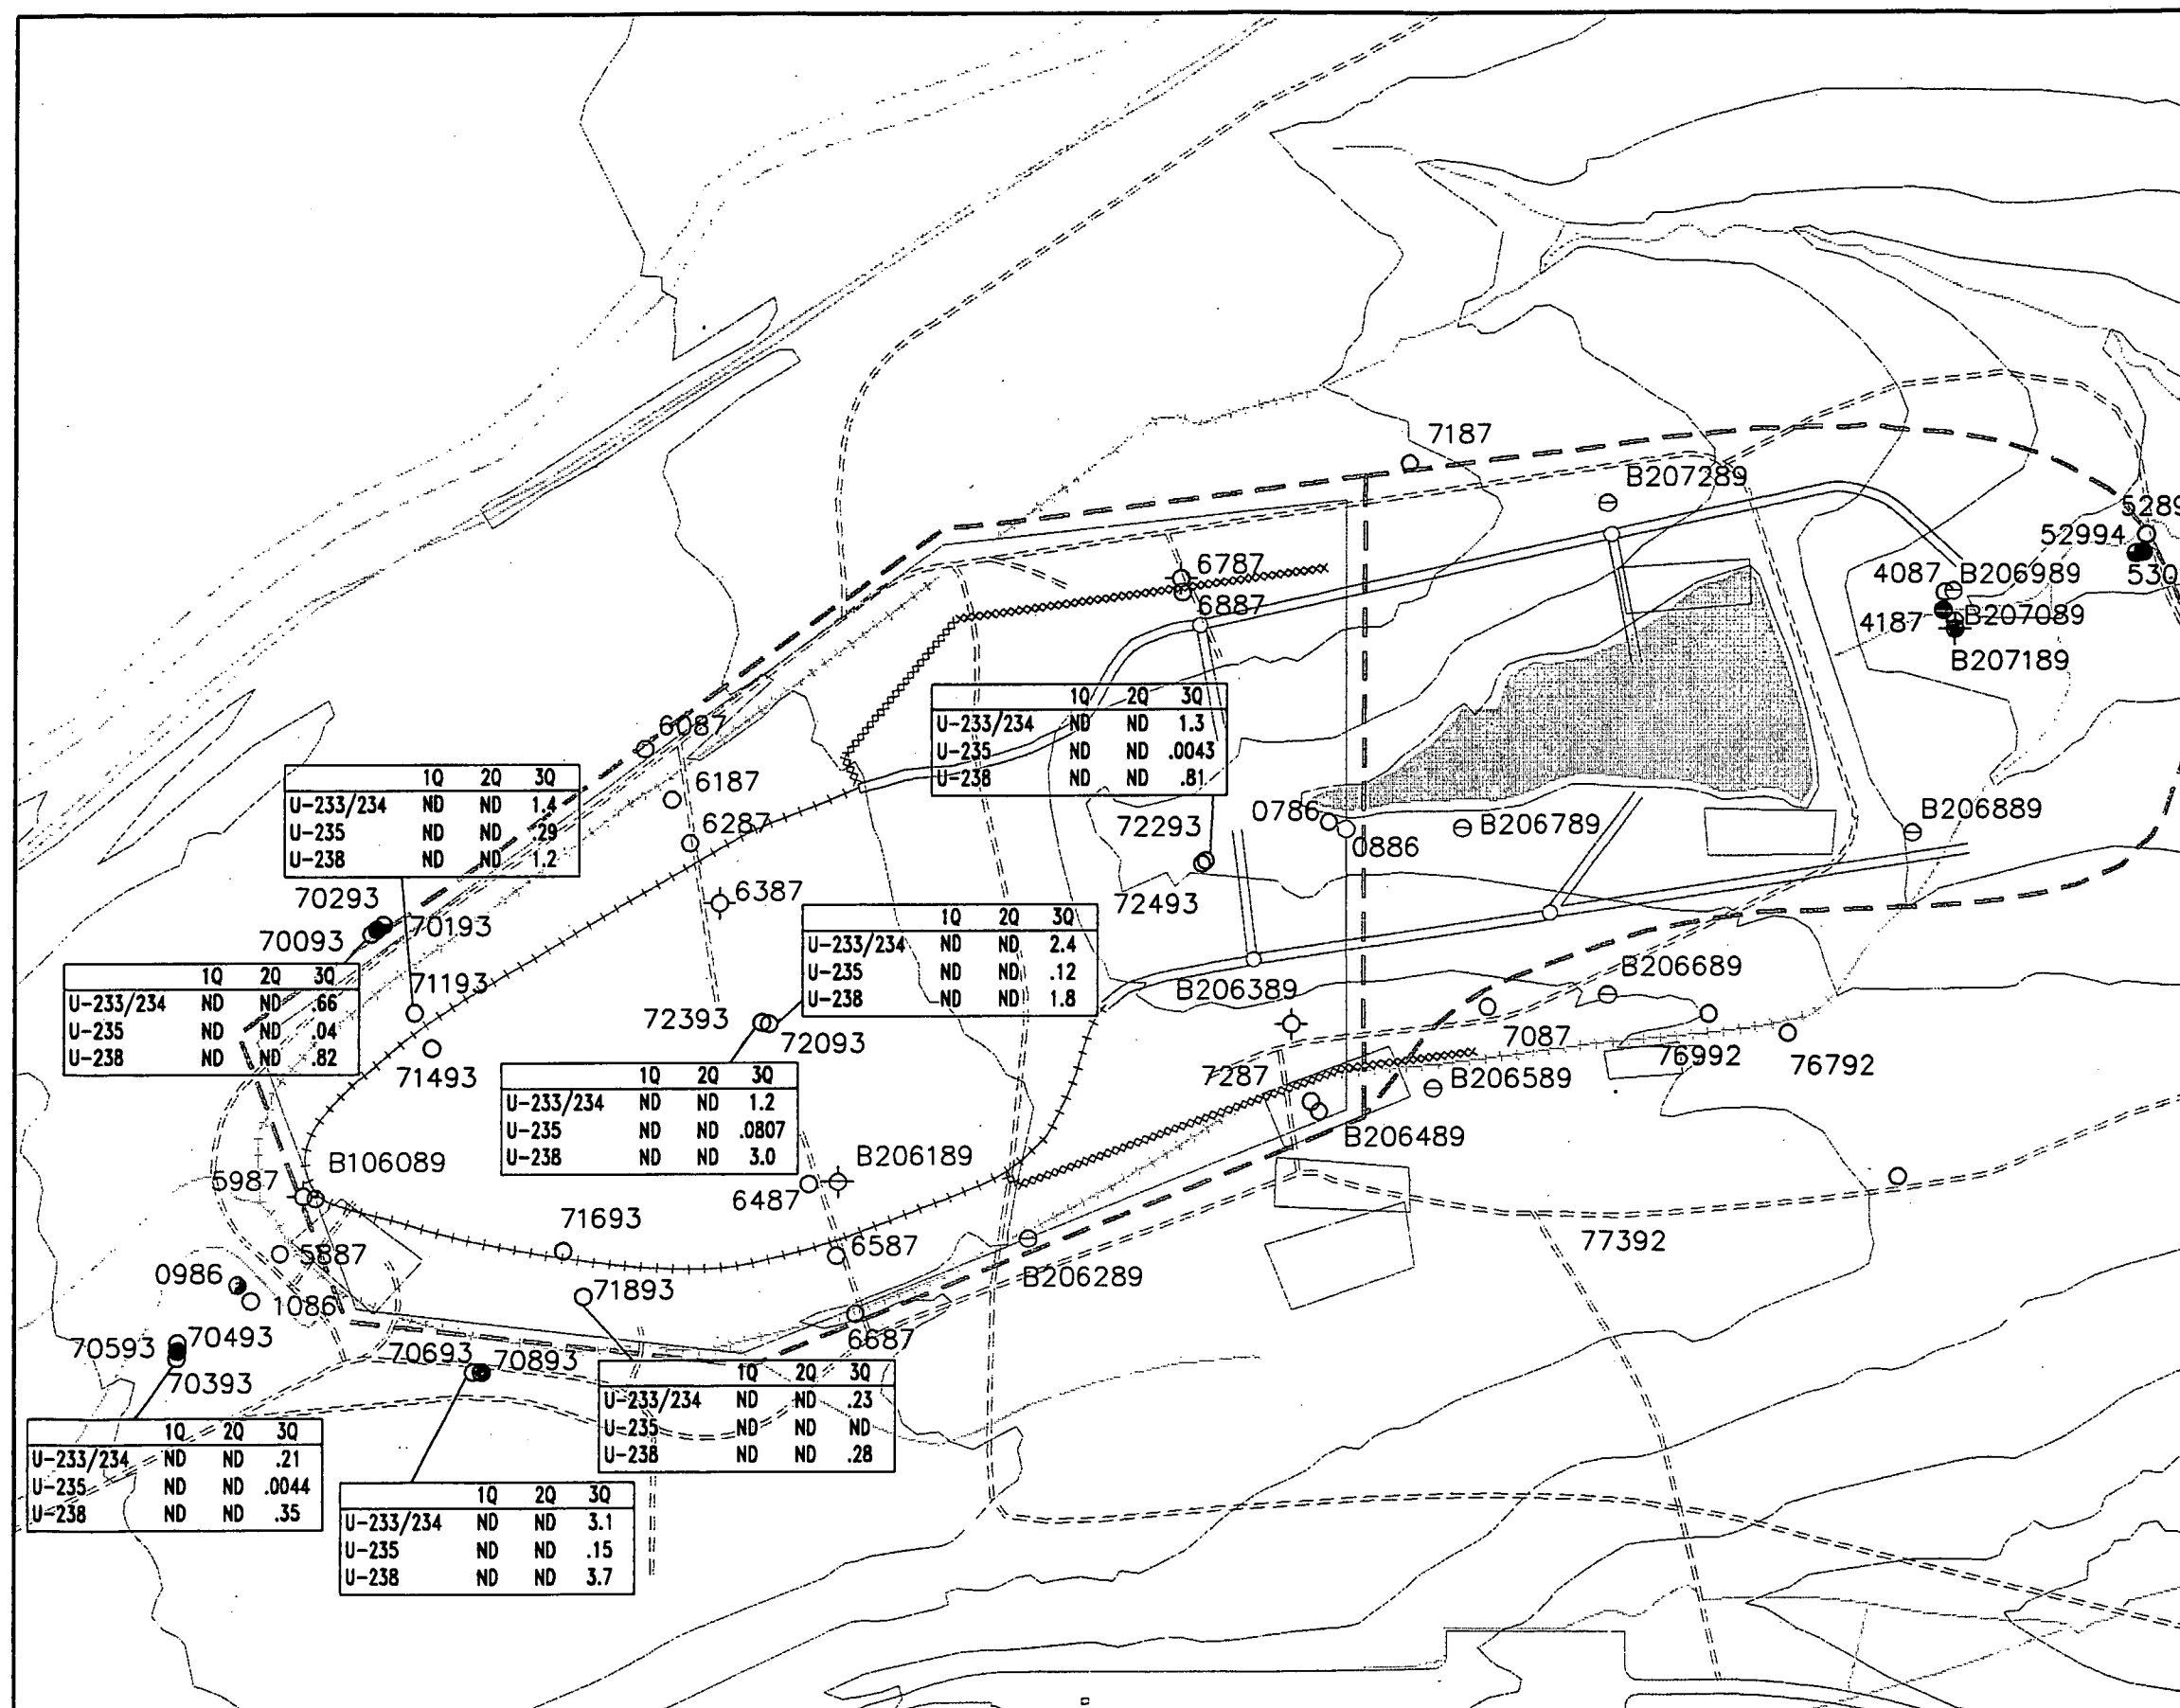 7187
B207289
5289
52994
530
6787
6887
4087 B206989
4187 B207089
B207189
6087
1Q 2Q 3Q
U-233/234 ND ND 1.3
U-235 ND ND .0043
U-238 ND ND .81
1Q 2Q 3Q
U-233/234 ND ND 1.4
U-235 ND ND .29
U-238 ND ND 1.2
6187
6287
72293
0786
0886
B206789
B206889
6387
72493
70293
70093 70193
1Q 2Q 3Q
U-233/234 ND ND 2.4
U-235 ND ND .12
U-238 ND ND 1.8
1Q 2Q 3Q
U-233/234 ND ND .66
U-235 ND ND .04
U-238 ND ND .82
71193
71493
72393
72093
B206389
B206689
7087
76992
76792
7287
B206589
B206489
1Q 2Q 3Q
U-233/234 ND ND 1.2
U-235 ND ND .0807
U-238 ND ND 3.0
B106089
5987
B206189
6487
71693
6587
77392
5887
0986
1086
71893
B206289
6687
70593 70493
70393
70693 70893
1Q 2Q 3Q
U-233/234 ND ND .23
U-235 ND ND ND
U-238 ND ND .28
1Q 2Q 3Q
U-233/234 ND ND .21
U-235 ND ND .0044
U-238 ND ND .35
1Q 2Q 3Q
U-233/234 ND ND 3.1
U-235 ND ND .15
U-238 ND ND 3.7